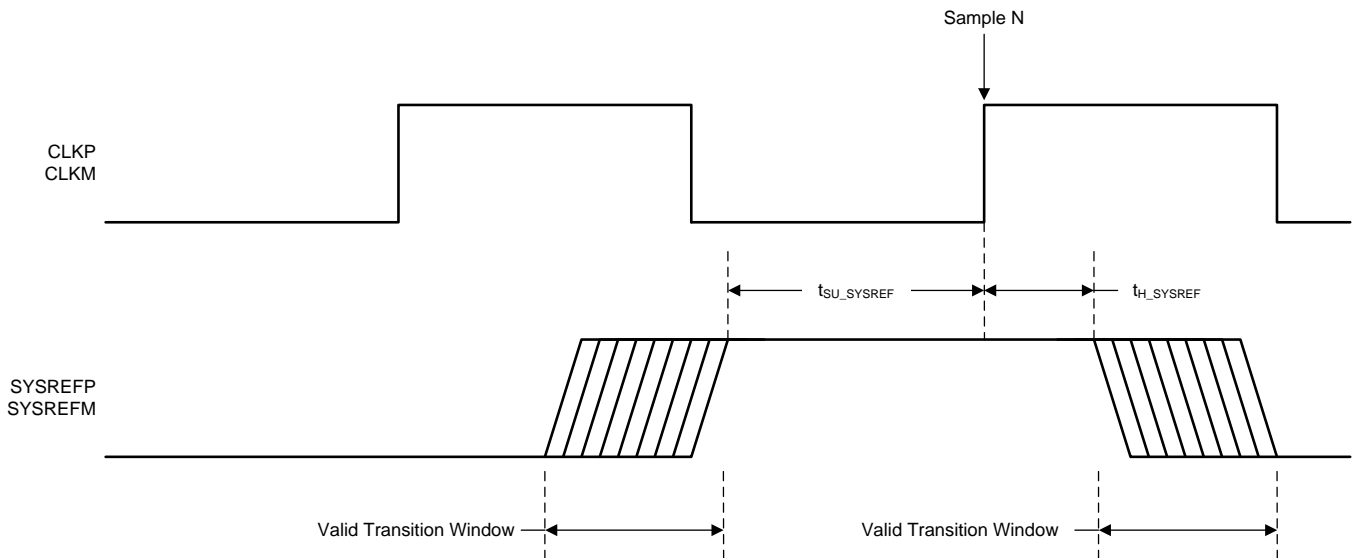 Sample N
CLKP
CLKM
tSU_SYSREF
tH_SYSREF
SYSREFP
SYSREFM
Valid Transition Window
Valid Transition Window